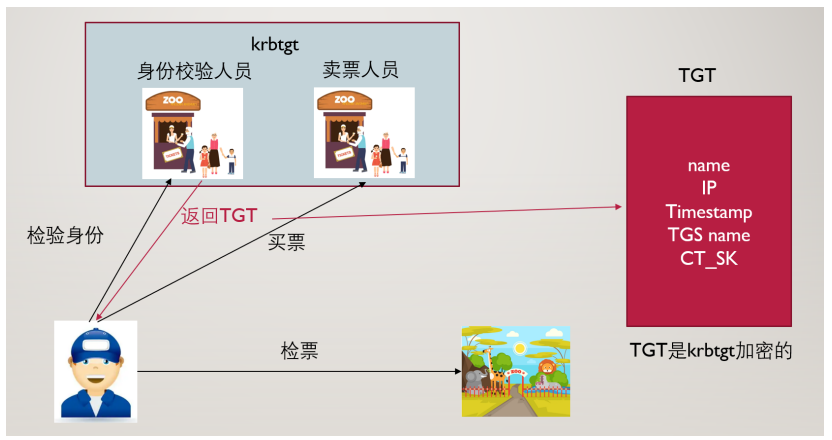 krbtgt
身份校验人员
卖票人员
ZOO
TICKETS
ZOO
TICKETS
TGT
name
IP
Timestamp
TGS name
CT_SK
返回TGT
检验身份
买票
检票
ZOO
TGT是krbtgt加密的